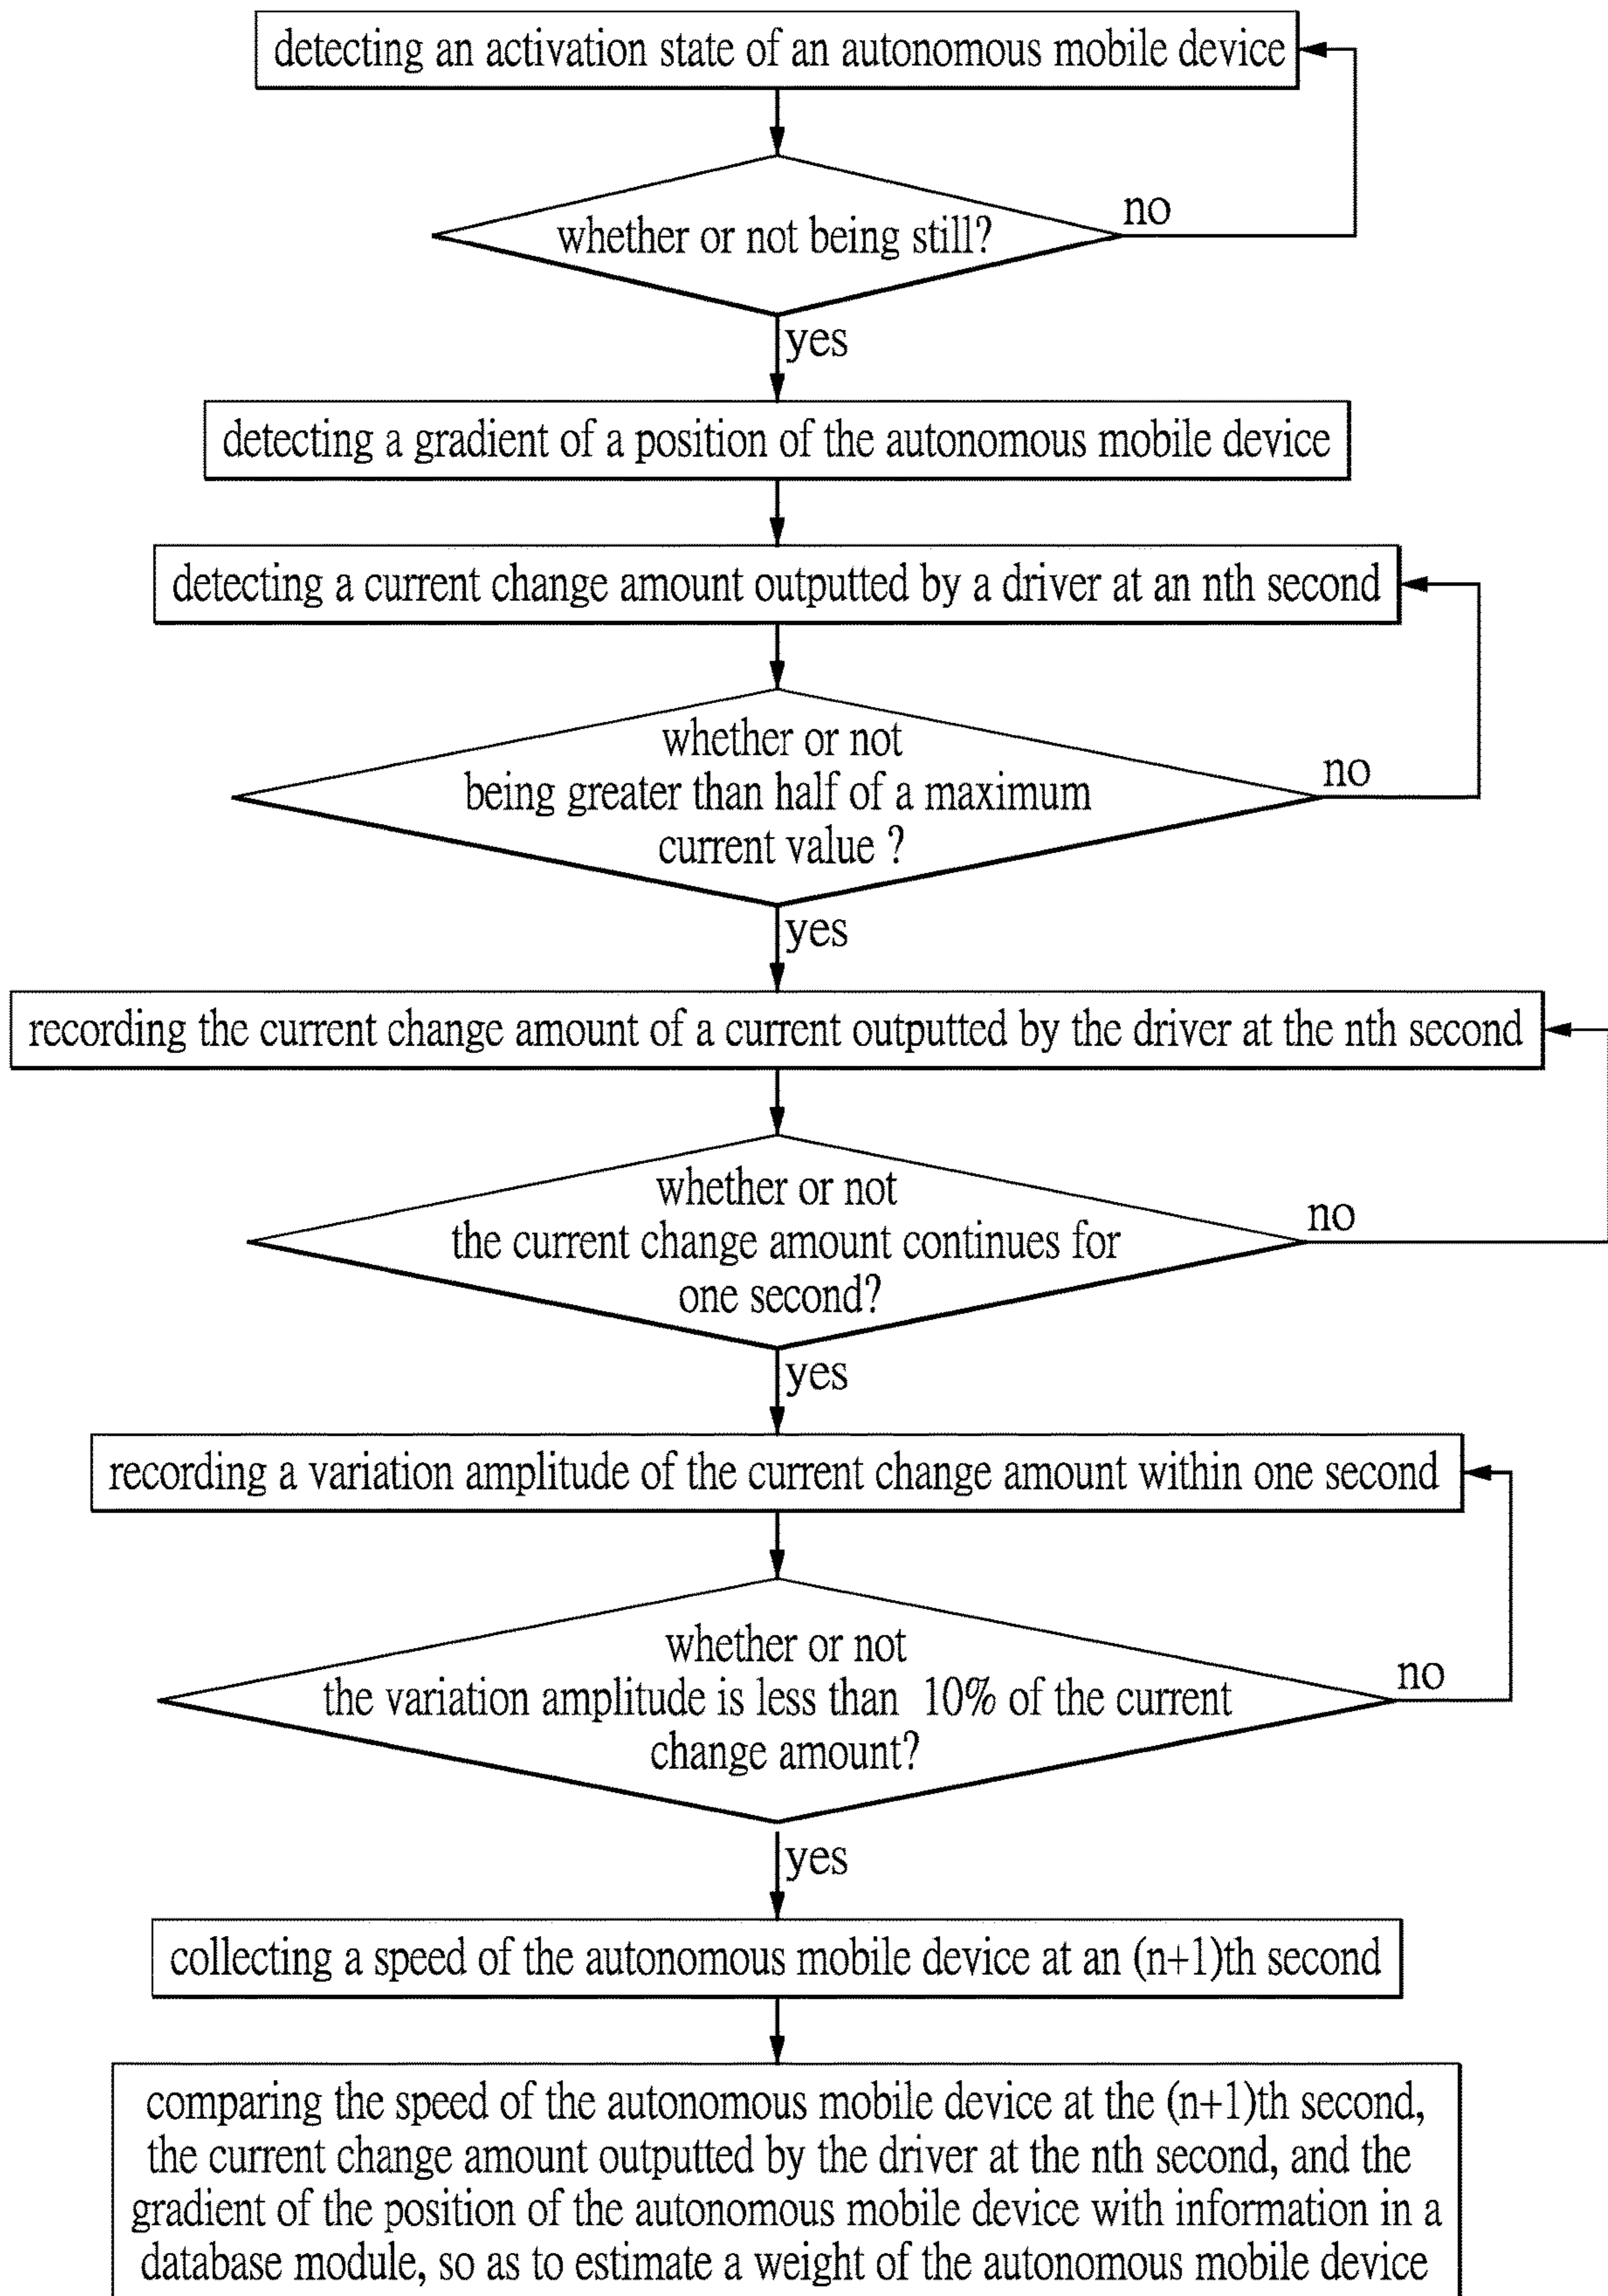 detecting an activation state of an autonomous mobile device
whether or not being still?
no
yes
detecting a gradient of a position of the autonomous mobile device
detecting a current change amount outputted by a driver at an nth second
whether or not
being greater than half of a maximum
current value ?
no
yes
recording the current change amount of a current outputted by the driver at the nth second
whether or not
the current change amount continues for
one second?
no
yes
recording a variation amplitude of the current change amount within one second
whether or not
the variation amplitude is less than 10% of the current
change amount?
no
yes
collecting a speed of the autonomous mobile device at an (n+1)th second
comparing the speed of the autonomous mobile device at the (n+1)th second,
the current change amount outputted by the driver at the nth second, and the
gradient of the position of the autonomous mobile device with information in a
database module, so as to estimate a weight of the autonomous mobile device